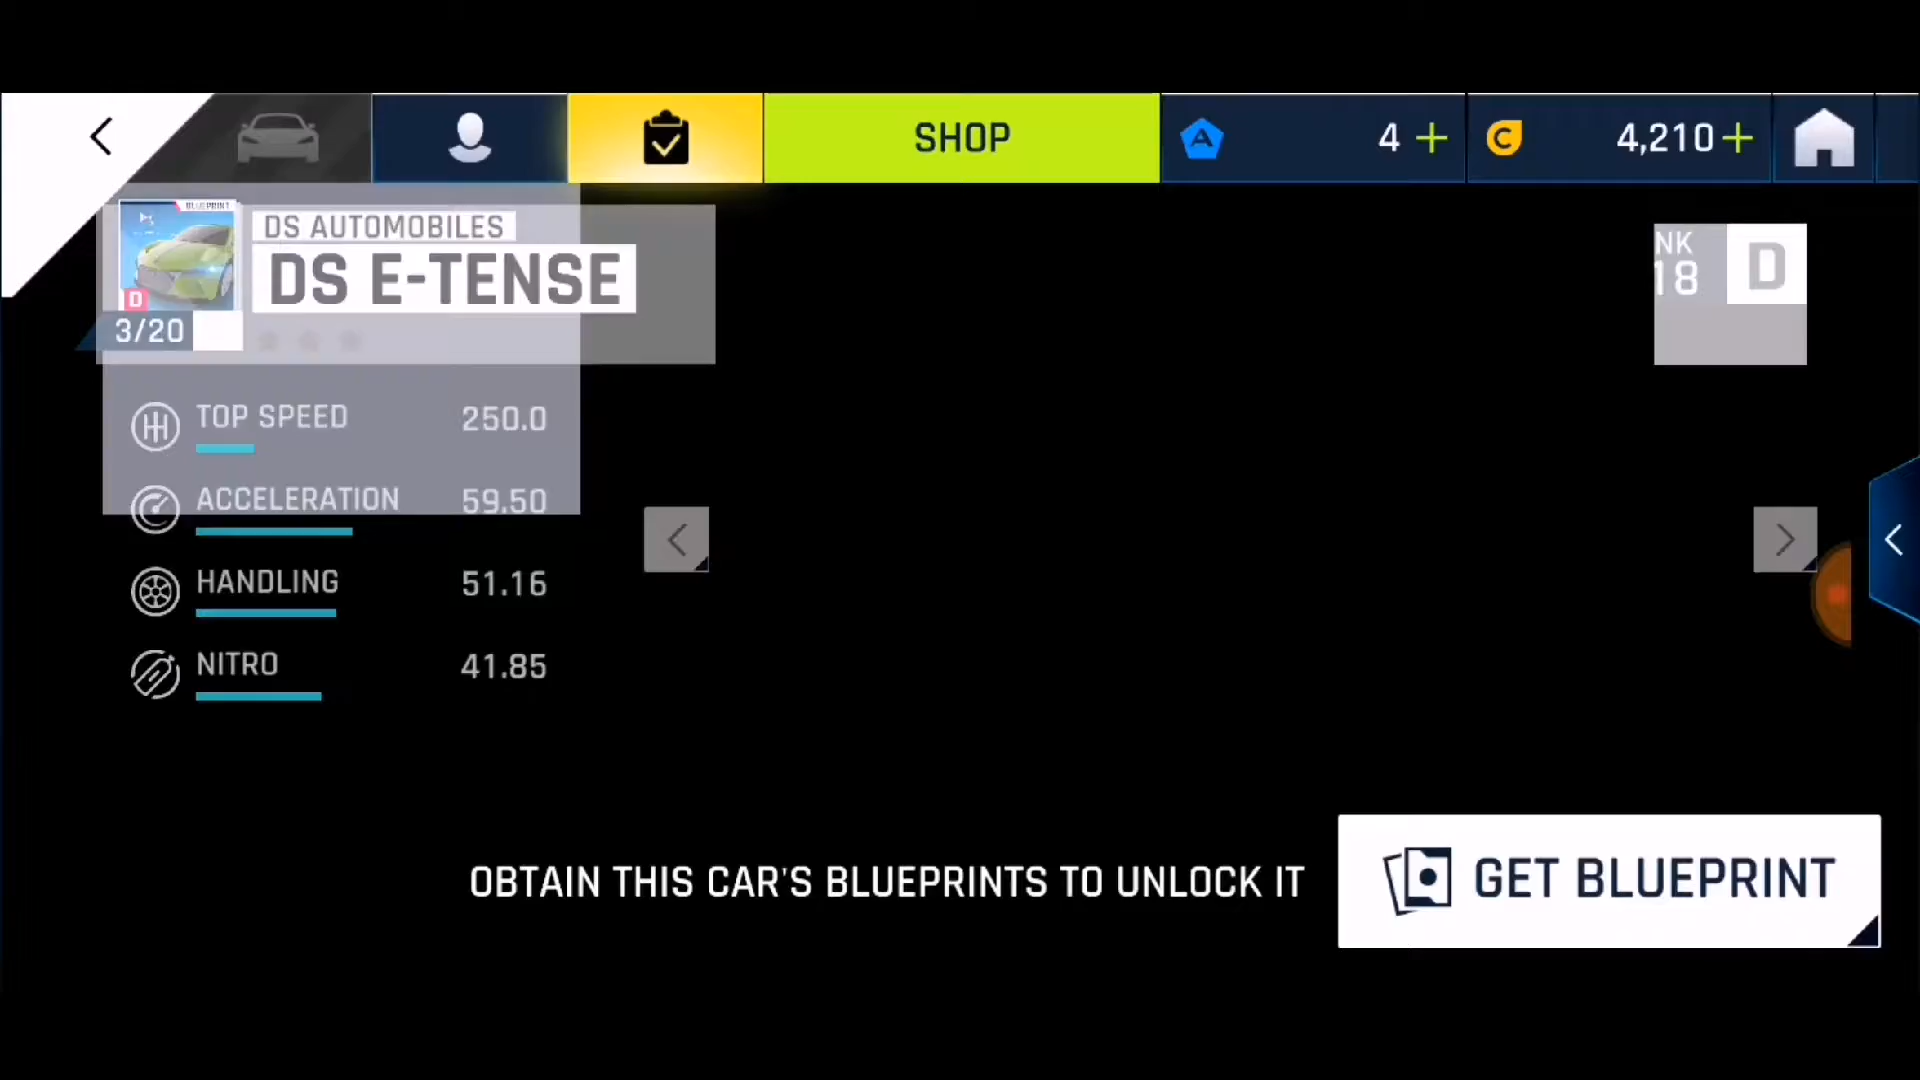 SHOP
4
4,210
BLUEPRINT
D
3/20
DS AUTOMOBILES
DS E-TENSE
NK
18
D
TOP SPEED 250.0
ACCELERATION 59.50
HANDLING 51.16
NITRO 41.85
OBTAIN THIS CAR'S BLUEPRINTS TO UNLOCK IT
GET BLUEPRINT